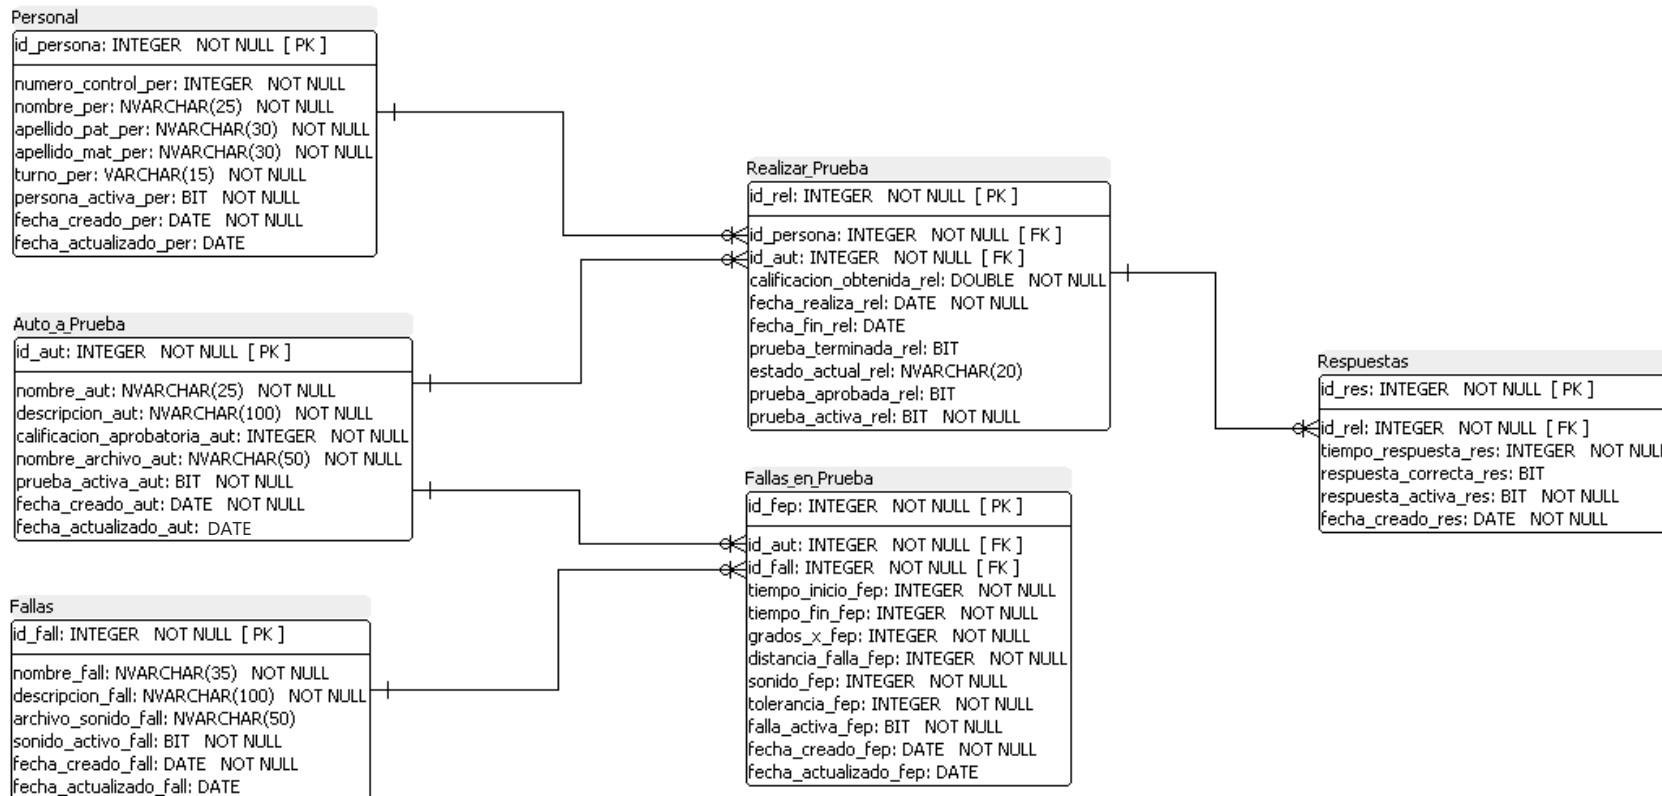 Personal
id_persona: INTEGER NOT NULL [ PK ]
numero_control_per: INTEGER NOT NULL
nombre_per: NVARCHAR(25) NOT NULL
apellido_pat_per: NVARCHAR(30) NOT NULL
apellido_mat_per: NVARCHAR(30) NOT NULL
turno_per: VARCHAR(15) NOT NULL
persona_activa_per: BIT NOT NULL
fecha_creado_per: DATE NOT NULL
fecha_actualizado_per: DATE
Auto_a_Prueba
id_aut: INTEGER NOT NULL [ PK ]
nombre_aut: NVARCHAR(25) NOT NULL
descripcion_aut: NVARCHAR(100) NOT NULL
calificacion_aprobatoria_aut: INTEGER NOT NULL
nombre_archivo_aut: NVARCHAR(50) NOT NULL
prueba_activa_aut: BIT NOT NULL
fecha_creado_aut: DATE NOT NULL
fecha_actualizado_aut: DATE
Fallas
id_fall: INTEGER NOT NULL [ PK ]
nombre_fall: NVARCHAR(35) NOT NULL
descripcion_fall: NVARCHAR(100) NOT NULL
archivo_sonido_fall: NVARCHAR(50)
sonido_activo_fall: BIT NOT NULL
fecha_creado_fall: DATE NOT NULL
fecha_actualizado_fall: DATE
Realizar_Prueba
id_rel: INTEGER NOT NULL [ PK ]
id_persona: INTEGER NOT NULL [ FK ]
id_aut: INTEGER NOT NULL [ FK ]
calificacion_obtenida_rel: DOUBLE NOT NULL
fecha_realiza_rel: DATE NOT NULL
fecha_fin_rel: DATE
prueba_terminada_rel: BIT
estado_actual_rel: NVARCHAR(20)
prueba_aprobada_rel: BIT
prueba_activa_rel: BIT NOT NULL
Fallas_en_Prueba
id_fep: INTEGER NOT NULL [ PK ]
id_aut: INTEGER NOT NULL [ FK ]
id_fall: INTEGER NOT NULL [ FK ]
tiempo_inicio_fep: INTEGER NOT NULL
tiempo_fin_fep: INTEGER NOT NULL
grados_x_fep: INTEGER NOT NULL
distancia_falla_fep: INTEGER NOT NULL
sonido_fep: INTEGER NOT NULL
tolerancia_fep: INTEGER NOT NULL
falla_activa_fep: BIT NOT NULL
fecha_creado_fep: DATE NOT NULL
fecha_actualizado_fep: DATE
Respuestas
id_res: INTEGER NOT NULL [ PK ]
id_rel: INTEGER NOT NULL [ FK ]
tiempo_respuesta_res: INTEGER NOT NULL
respuesta_correcta_res: BIT
respuesta_activa_res: BIT NOT NULL
fecha_creado_res: DATE NOT NULL